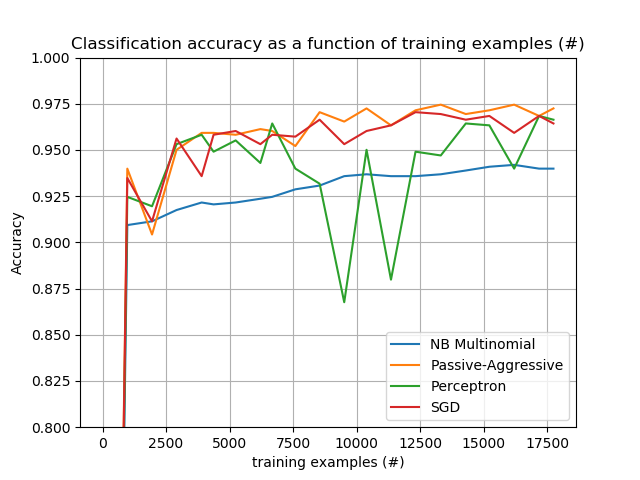 Classification accuracy as a function of training examples (#)
1.000
0.975
0.950
0.925
0.900
0.875
0.850
0.825
0.800
Accuracy
NB Multinomial
Passive-Aggressive
Perceptron
SGD
0 2500 5000 7500 10000 12500 15000 17500
training examples (#)